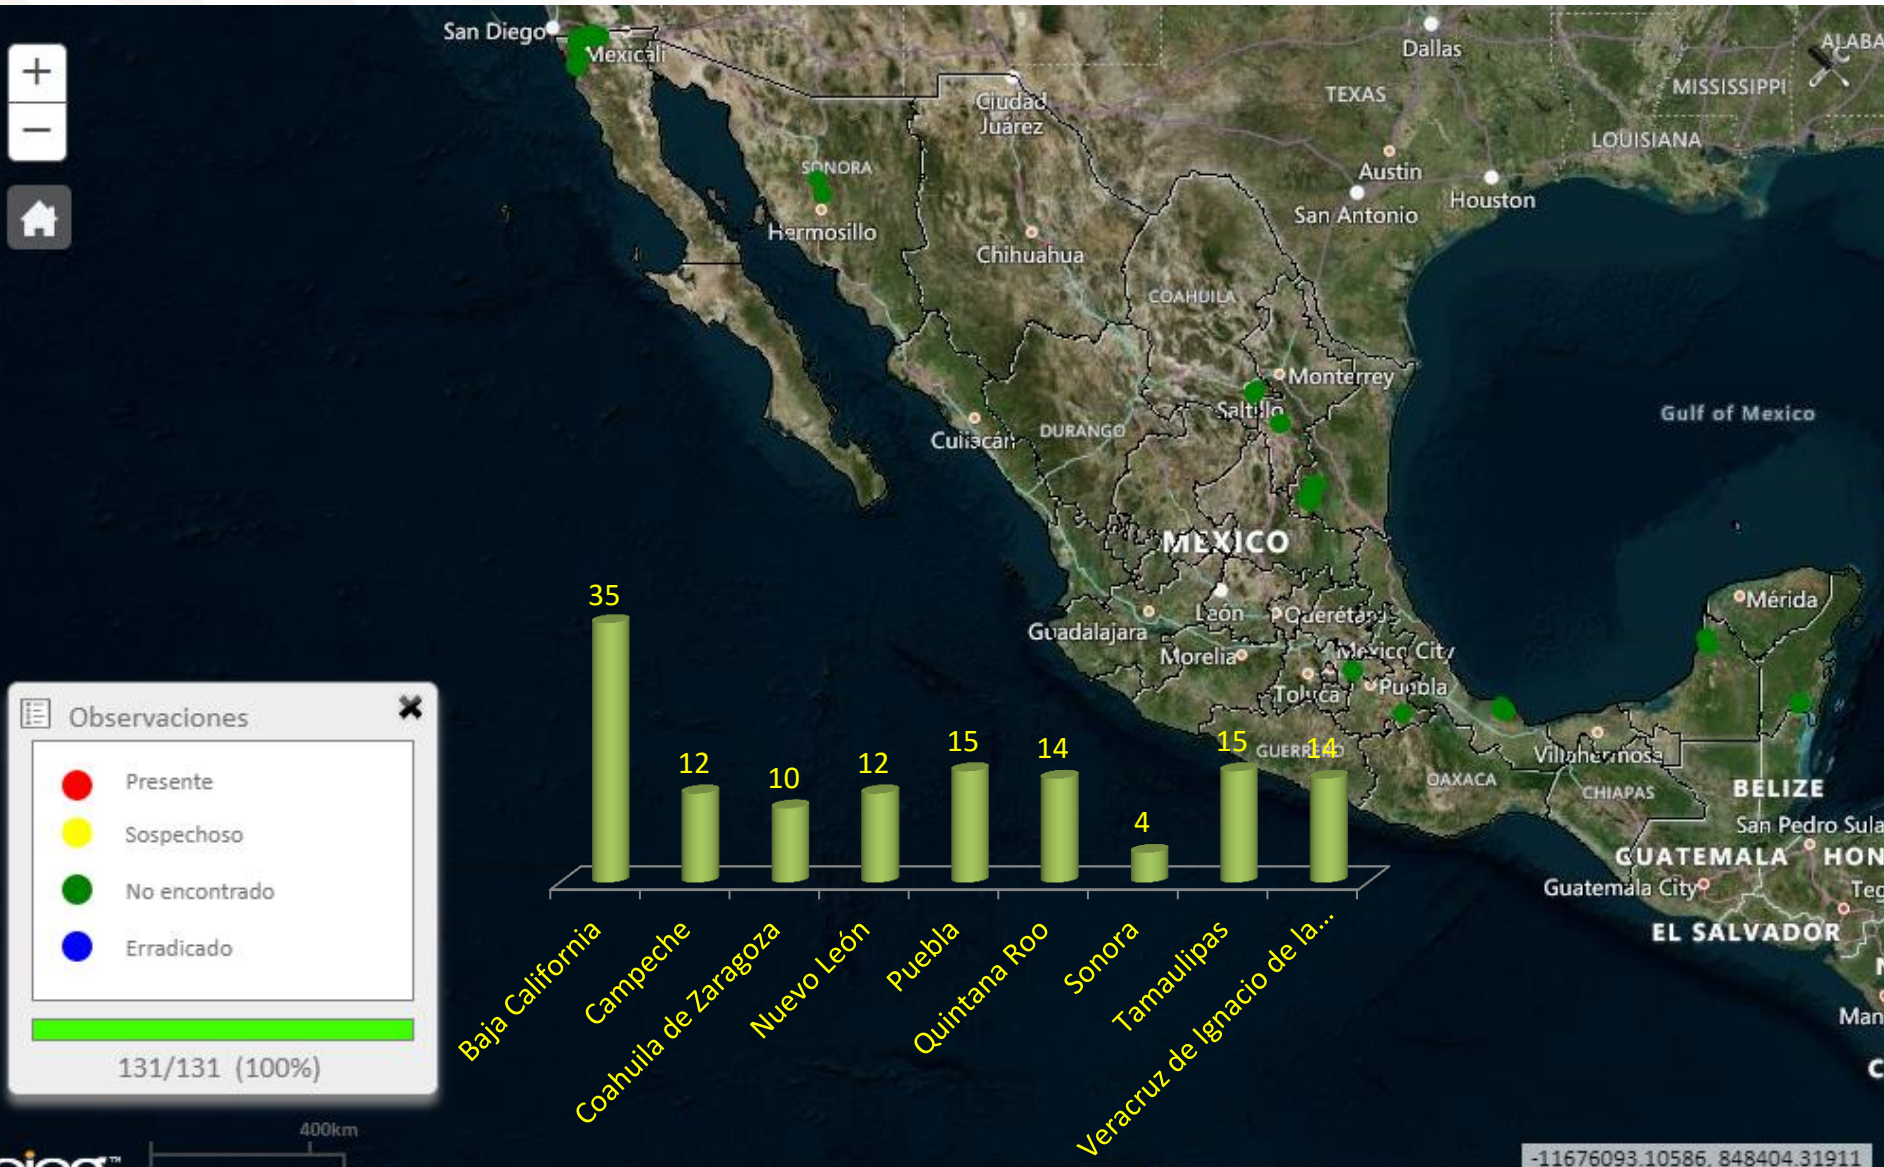 San Diego
Mexicali
Dallas
ALABA
MISSISSIPPI
TEXAS
Ciudad
Juárez
LOUISIANA
SONORA
Austin
Houston
San Antonio
Hermosillo
Chihuahua
COAHUILA
Monterrey
Saltillo
Gulf of Mexico
Culiacán
DURANGO
MEXICO
Mérida
León
Querétaro
Guadalajara
Morelia
Mexico City
Toluca
Puebla
GUERRERO
Villahermosa
OAXACA
CHIAPAS
BELIZE
San Pedro Sula
GUATEMALA
HON
Guatemala City
Teg
EL SALVADOR
N
Man
C
+
−
35
12
10
12
15
14
4
15
14
Baja California
Campeche
Coahuila de Zaragoza
Nuevo León
Puebla
Quintana Roo
Sonora
Tamaulipas
Veracruz de Ignacio de la...
Observaciones
Presente
Sospechoso
No encontrado
Erradicado
131/131 (100%)
400km
-11676093.10586, 848404.31911